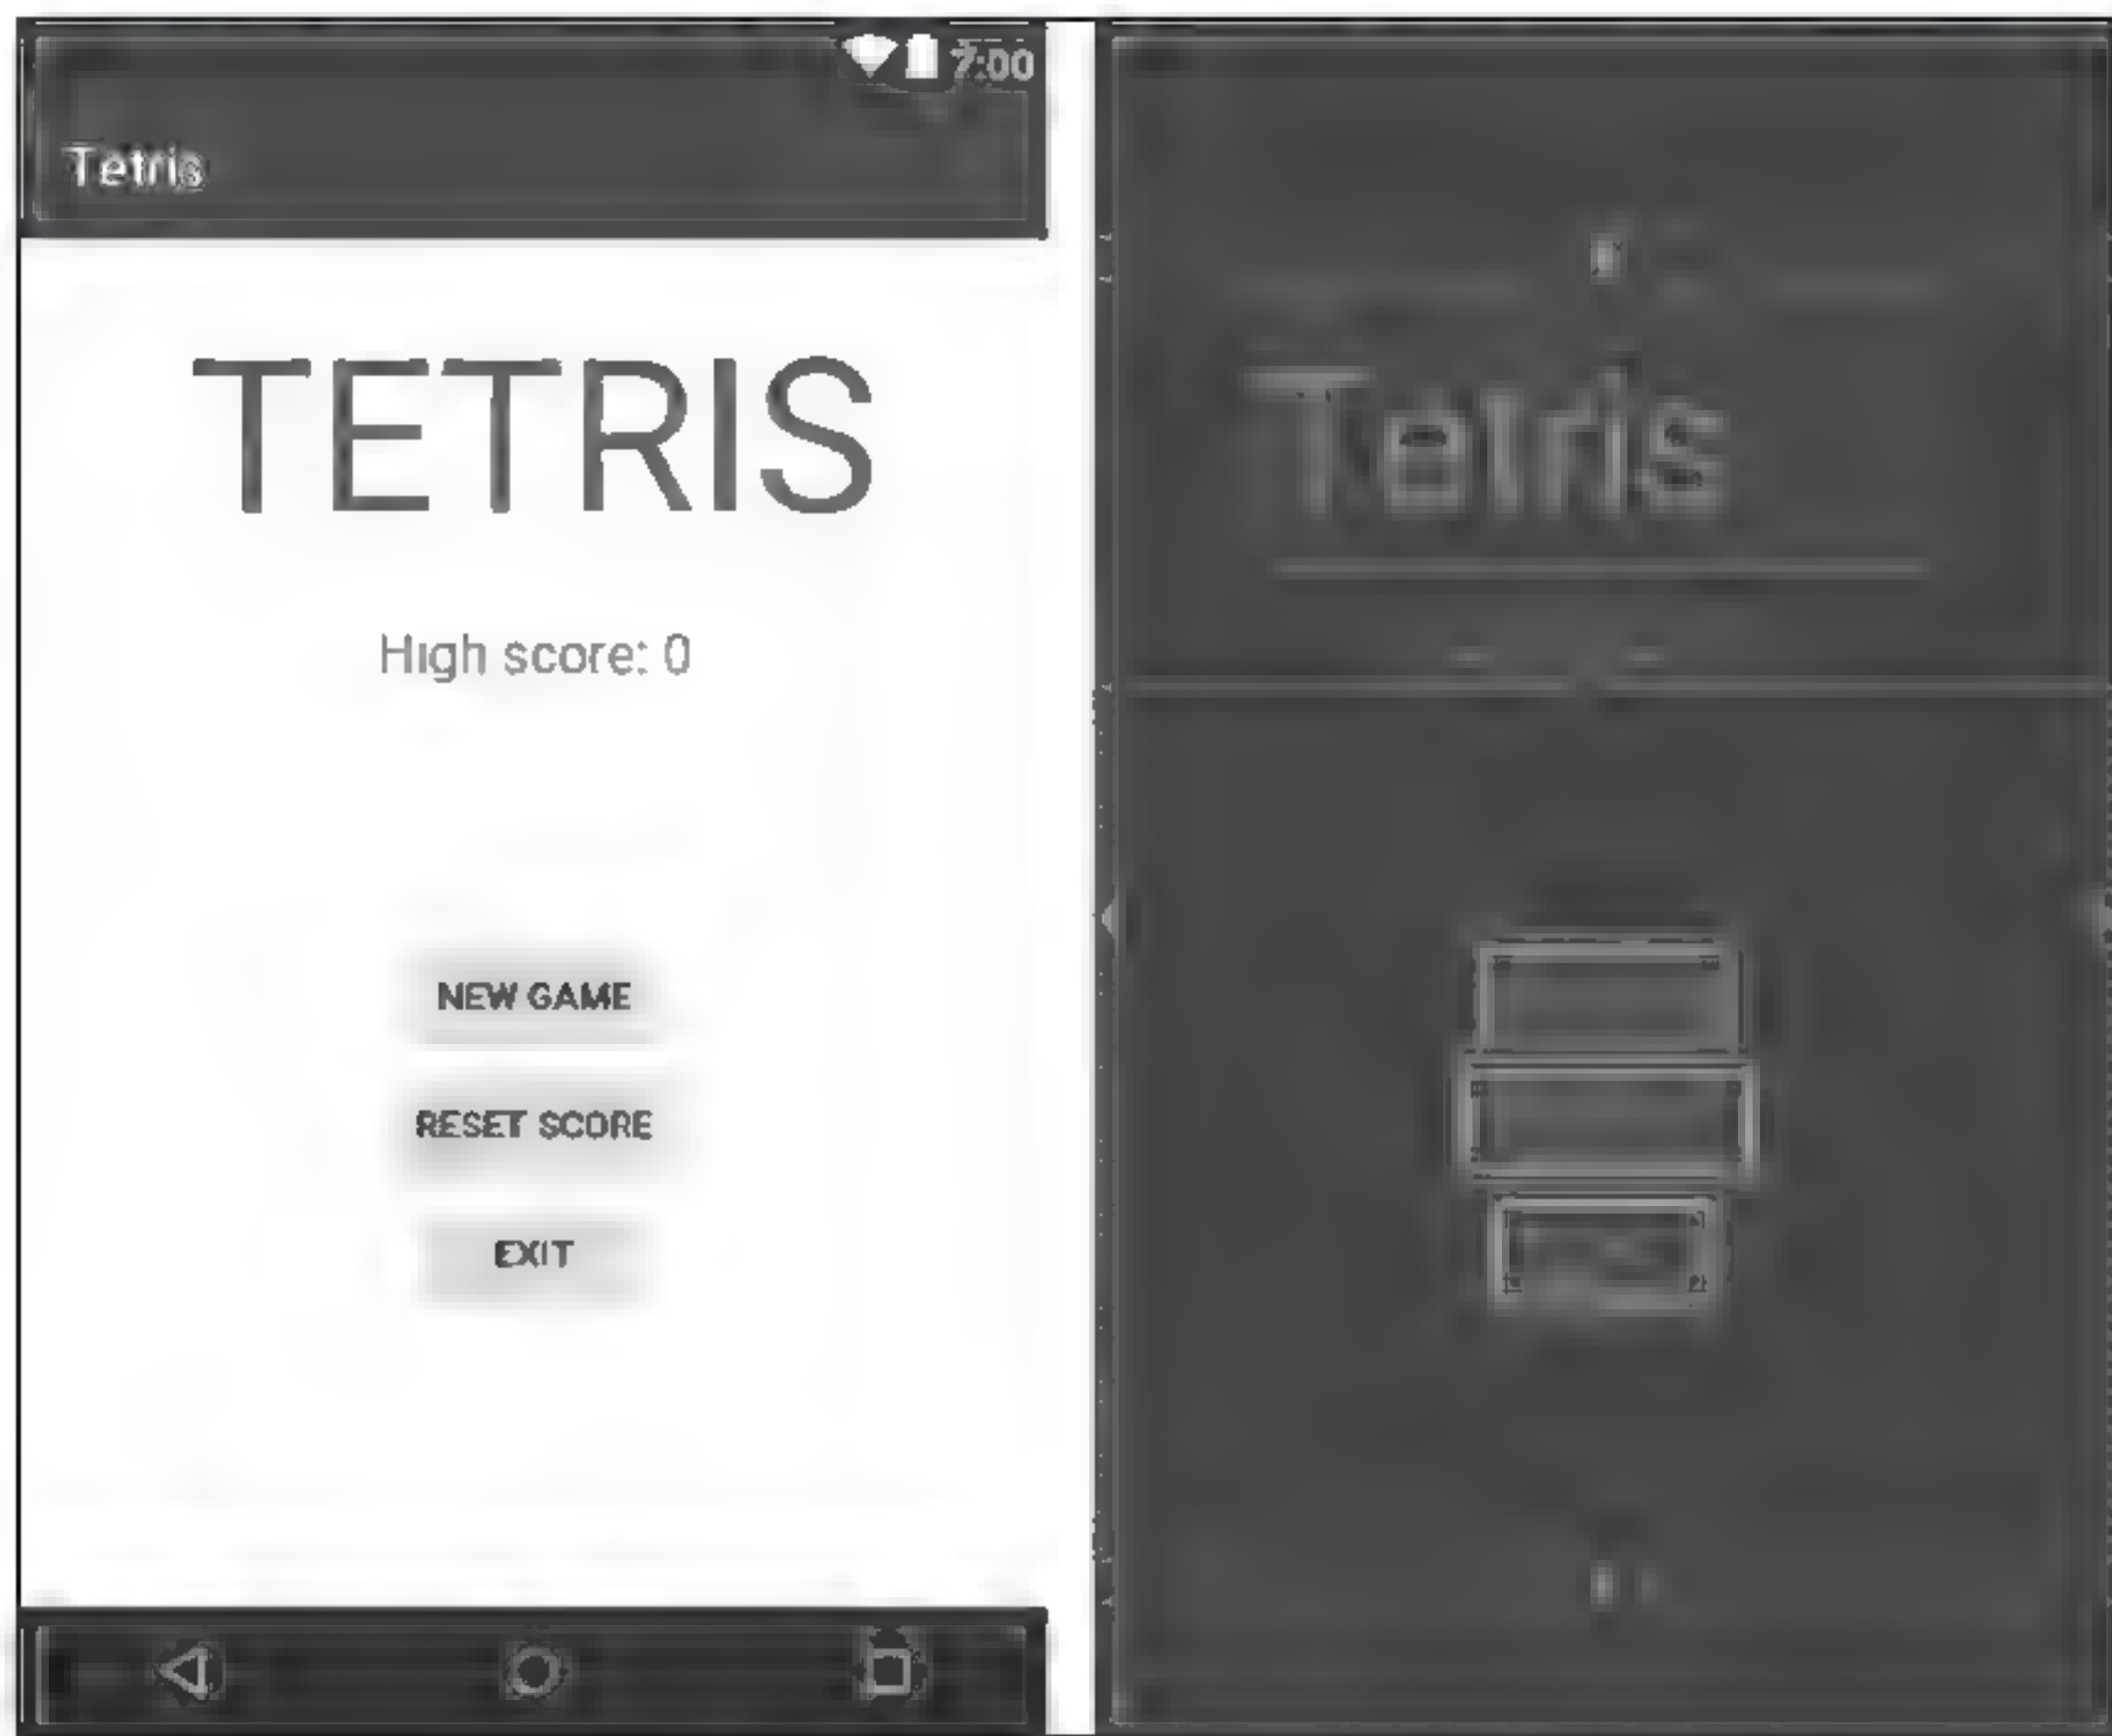 7:00
Tetris
TETRIS
High score: 0
NEW GAME
RESET SCORE
EXIT
Tetris